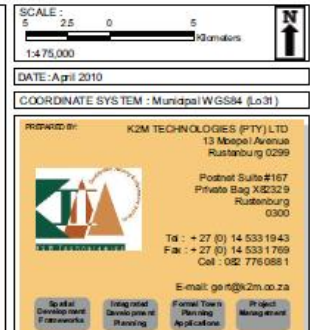 SCALE :
5 2.5 0 5
Kilometers
1:475,000
N
DATE : April 2010
COORDINATE SYSTEM : Municipal WGS84 (Lo31)
PREPARED BY:
K2M TECHNOLOGIES (PTY) LTD
13 Moepel Avenue
Rustenburg 0299
Postnet Suite #167
Private Bag X82329
Rustenburg
0300
Tel : + 27 (0) 14 5331943
Fax : + 27 (0) 14 5331769
Cell : 082 7760881
E-mail: gert@k2m.co.za
K2M Technologies
Spatial Development Frameworks
Integrated Development Planning
Formal Town Planning Applications
Project Management